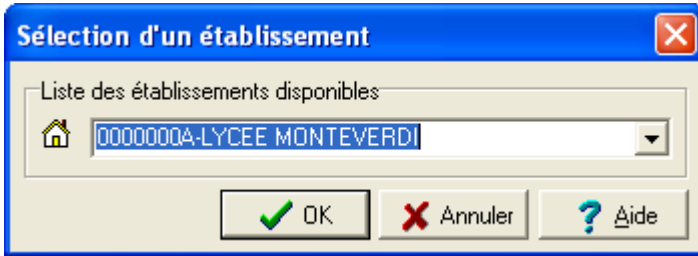 Sélection d'un établissement
Liste des établissements disponibles
0000000A-LYCEE MONTEVERDI
OK Annuler Aide